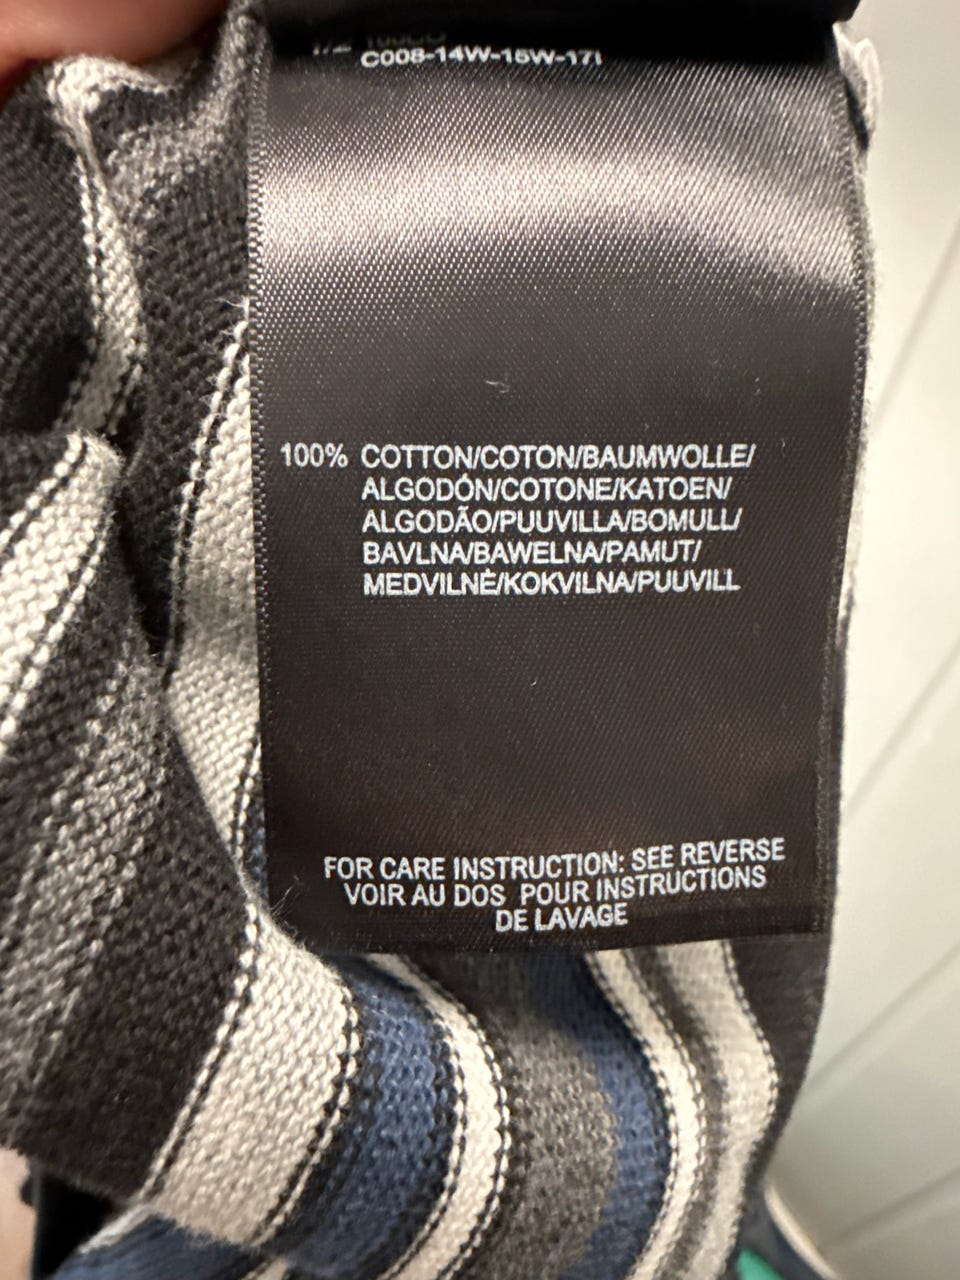 C008-14W-15W-17I
100% COTTON/COTON/BAUMWOLLE/
ALGODÓN/COTONE/KATOEN/
ALGODÃO/PUUVILLA/BOMULL/
BAVLNA/BAWELNA/PAMUT/
MEDVILNĖ/KOKVILNA/PUUVILL
FOR CARE INSTRUCTION: SEE REVERSE
VOIR AU DOS POUR INSTRUCTIONS
DE LAVAGE